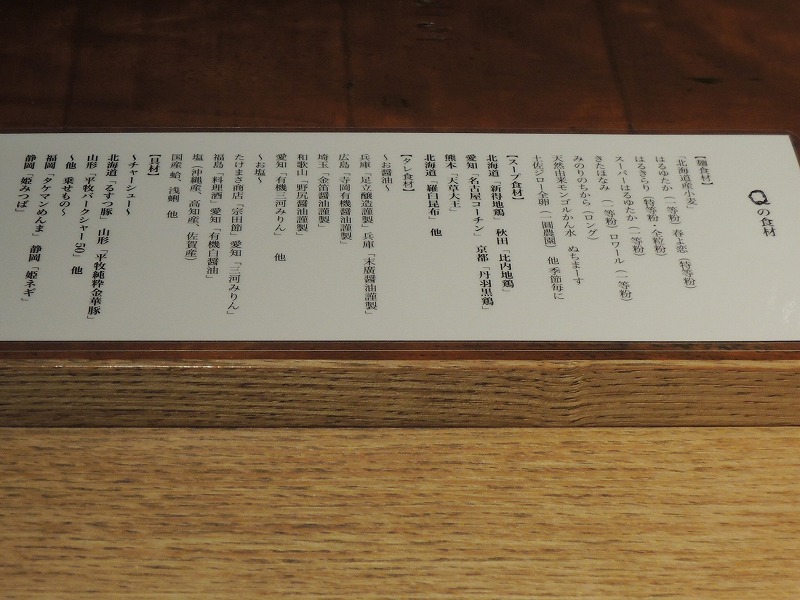 Qの食材
【麺食材】
「北海道産小麦」
はるゆたか（一等粉）春よ恋（特等粉）
はるきらり（特等粉・全粒粉）
スーパーはるゆたか（一等粉）
きたほなみ（一等粉）ロワール（一等粉）
みのりのちから（ロンゲ）
天然由来モンゴルかん水 ぬちまーす
土佐ジロー全卵（一圓農園） 他 季節毎に
【スープ食材】
北海道「新得地鶏」 秋田「比内地鶏」
愛知「名古屋コーチン」 京都「丹羽黒鶏」
熊本「天草大王」
北海道「羅臼昆布」 他
【タレ食材】
～お醤油～
兵庫「足立醸造謹製」兵庫「末廣醤油謹製」
広島「寺岡有機醤油謹製」
埼玉「金笛醤油謹製」
和歌山「野尻醤油謹製」
愛知「有機三河みりん」 他
～お塩～
たけまさ商店「宗田節」愛知「三河みりん」
福島「料理酒」愛知「有機白醤油」
塩（沖縄産、高知産、佐賀産）
国産 蛤、浅蜊 他
【具材】
～チャーシュー～
北海道「るすつ豚」 山形「平牧純粋金華豚」
山形「平牧バークシャー50」 他
～他 乗せもの～
福岡「タケマンめんま」 静岡「姫ネギ」
静岡「姫みつば」